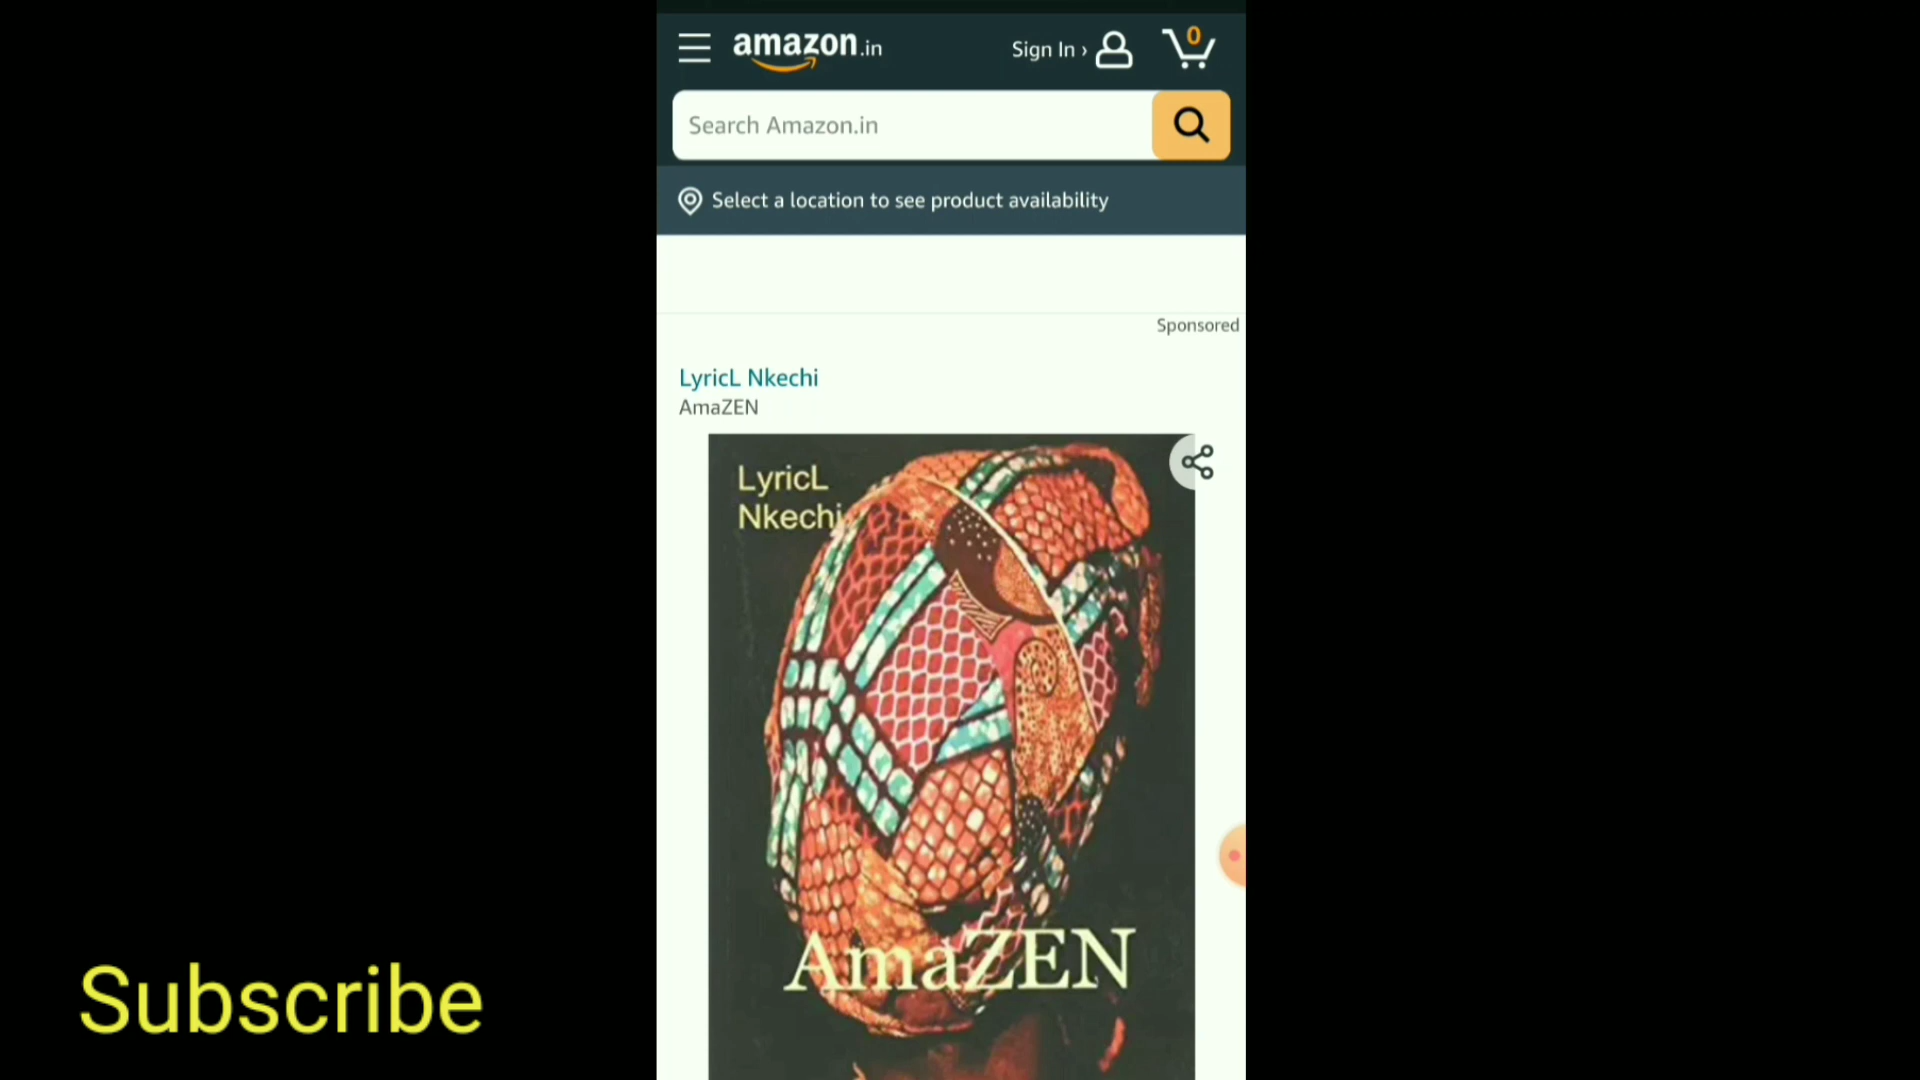 amazon.in
Sign In ›
0
Search Amazon.in
Select a location to see product availability
Sponsored
LyricL Nkechi
AmaZEN
LyricL
Nkechi
AmaZEN
Subscribe